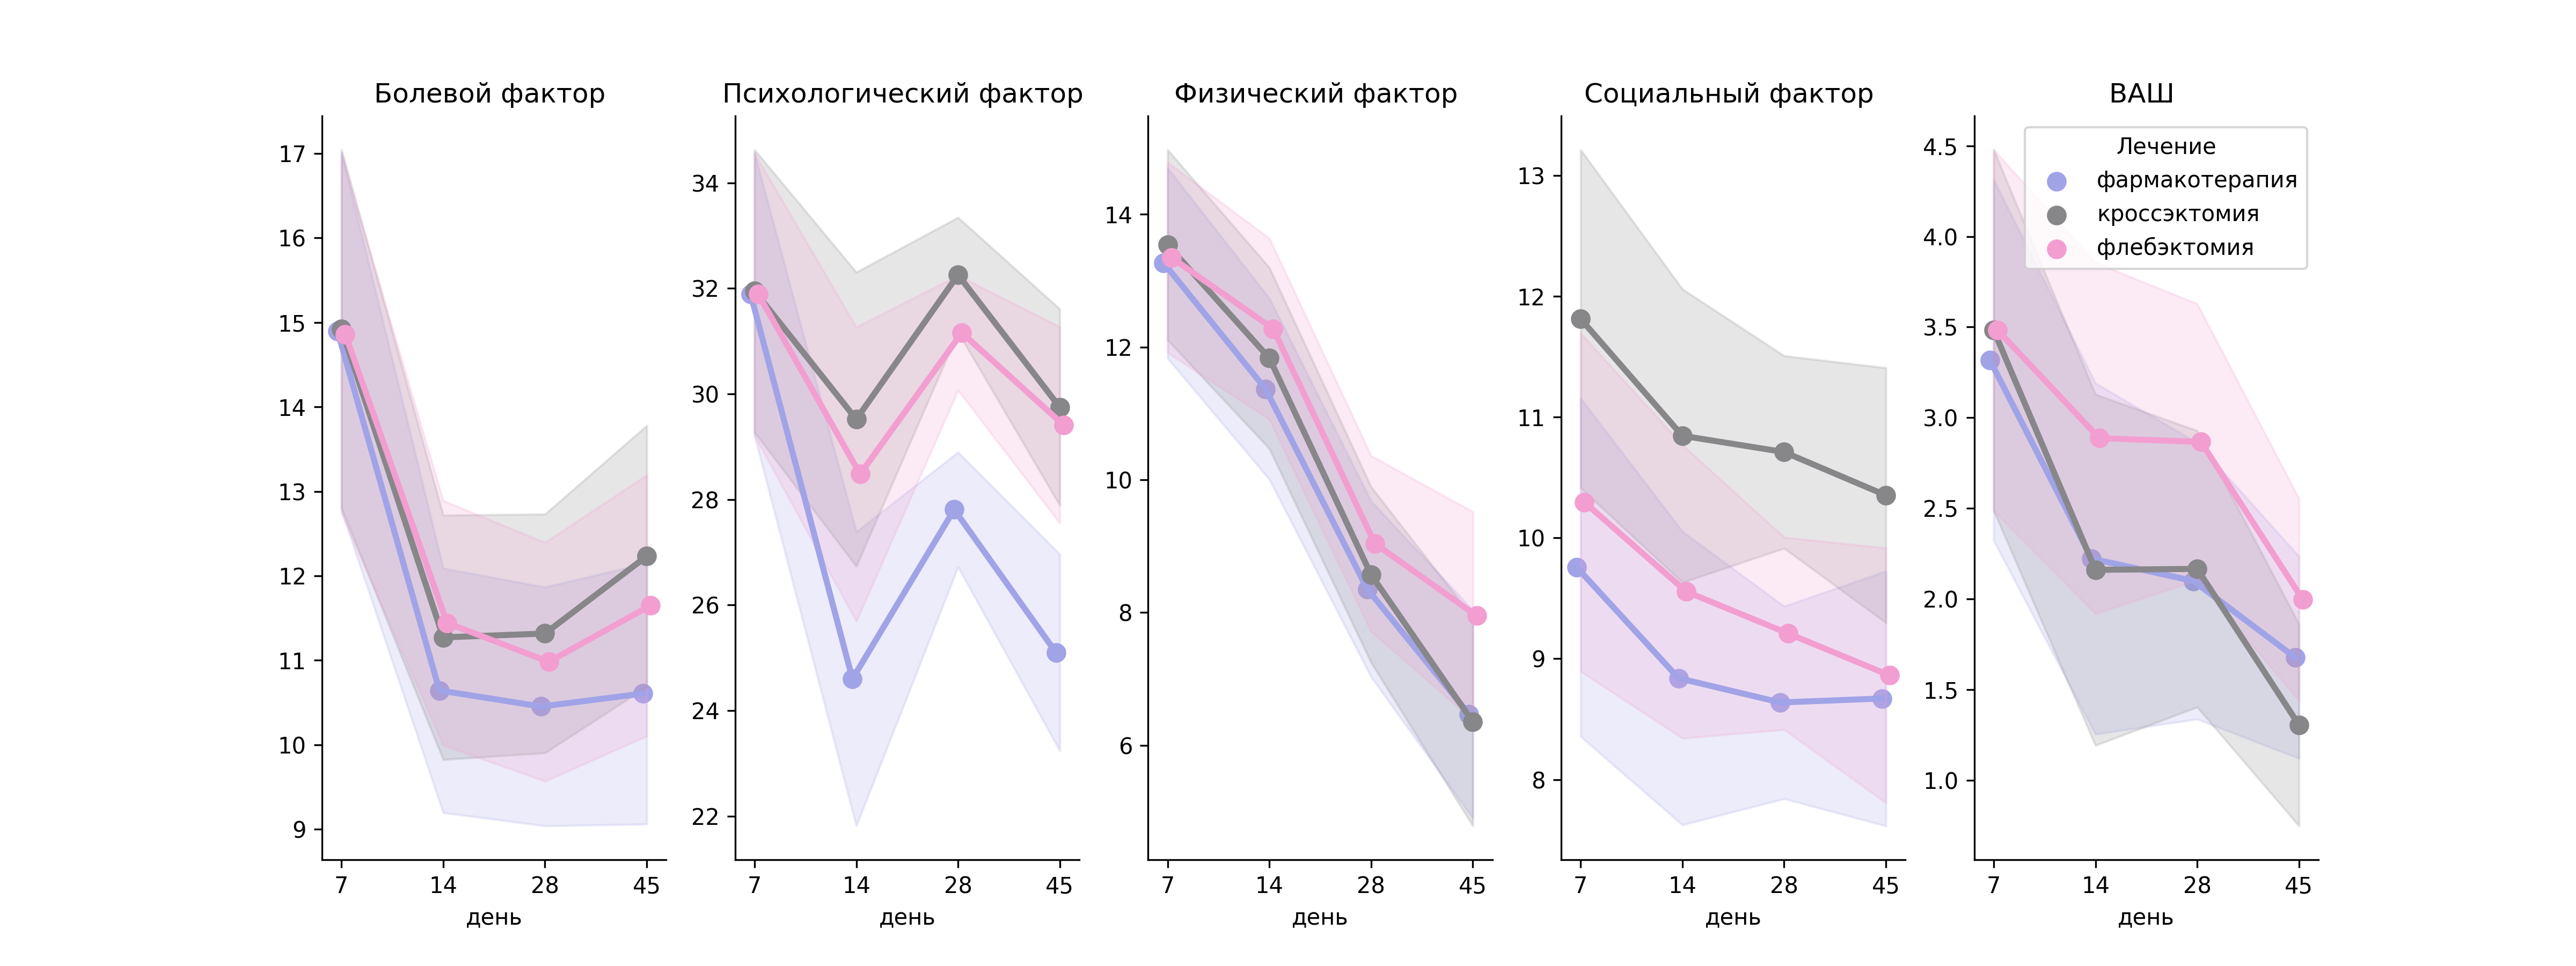 Болевой фактор
17
16
15
14
13
12
11
10
9
7 14 28 45
день
Психологический фактор
34
32
30
28
26
24
22
7 14 28 45
день
Физический фактор
14
12
10
8
6
7 14 28 45
день
Социальный фактор
13
12
11
10
9
8
7 14 28 45
день
ВАШ
4.5
4.0
3.5
3.0
2.5
2.0
1.5
1.0
7 14 28 45
день
Лечение
фармакотерапия
кроссэктомия
флебэктомия